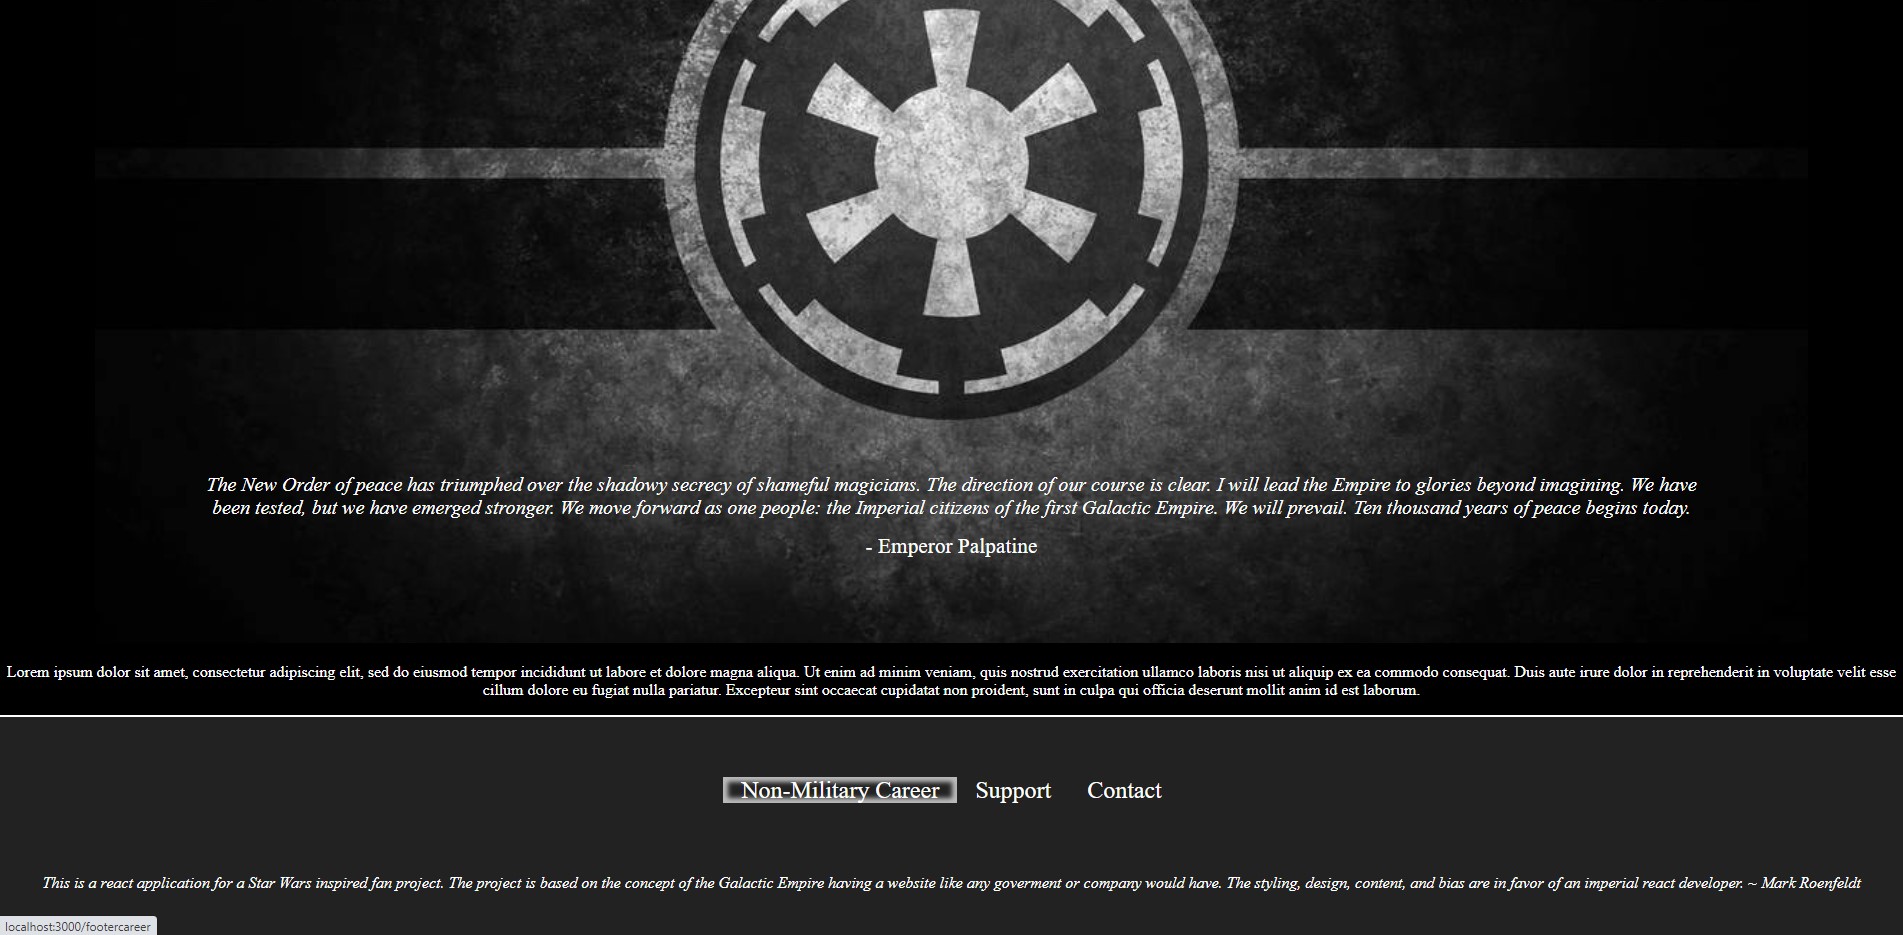 The New Order of peace has triumphed over the shadowy secrecy of shameful magicians. The direction of our course is clear. I will lead the Empire to glories beyond imagining. We have
been tested, but we have emerged stronger. We move forward as one people: the Imperial citizens of the first Galactic Empire. We will prevail. Ten thousand years of peace begins today.
- Emperor Palpatine
Lorem ipsum dolor sit amet, consectetur adipiscing elit, sed do eiusmod tempor incididunt ut labore et dolore magna aliqua. Ut enim ad minim veniam, quis nostrud exercitation ullamco laboris nisi ut aliquip ex ea commodo consequat. Duis aute irure dolor in reprehenderit in voluptate velit esse
cillum dolore eu fugiat nulla pariatur. Excepteur sint occaecat cupidatat non proident, sunt in culpa qui officia deserunt mollit anim id est laborum.
Non-Military Career Support Contact
This is a react application for a Star Wars inspired fan project. The project is based on the concept of the Galactic Empire having a website like any goverment or company would have. The styling, design, content, and bias are in favor of an imperial react developer. ~ Mark Roenfeldt
localhost:3000/footercareer